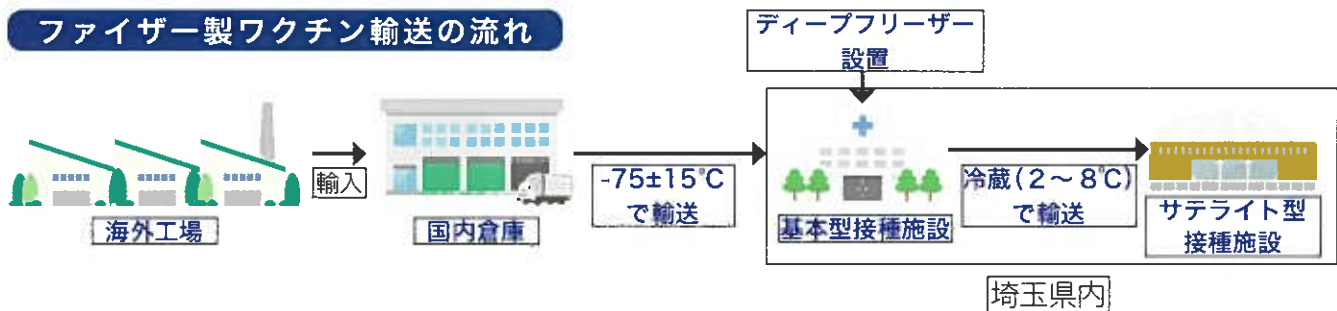 ファイザー製ワクチン輸送の流れ
ディープフリーザー
設置
輸入
-75±15℃
で輸送
冷蔵(2～8℃)
で輸送
海外工場
国内倉庫
基本型接種施設
サテライト型
接種施設
埼玉県内